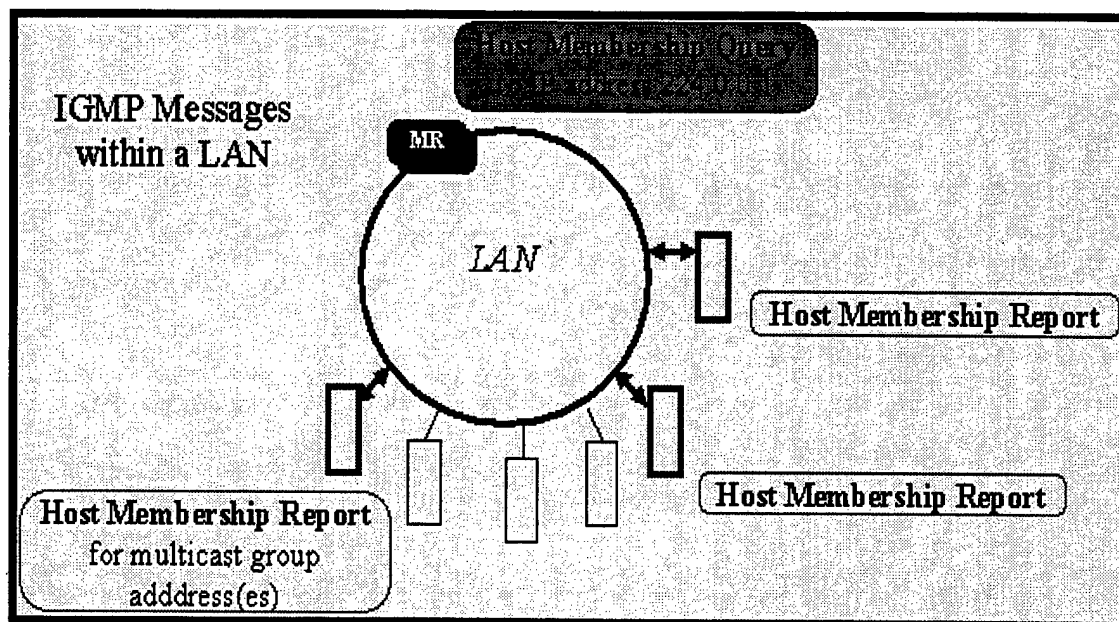 Host Membership Query
IGMP Messages
within a LAN
MR
LAN
Host Membership Report
Host Membership Report
Host Membership Report
for multicast group
adddress(es)